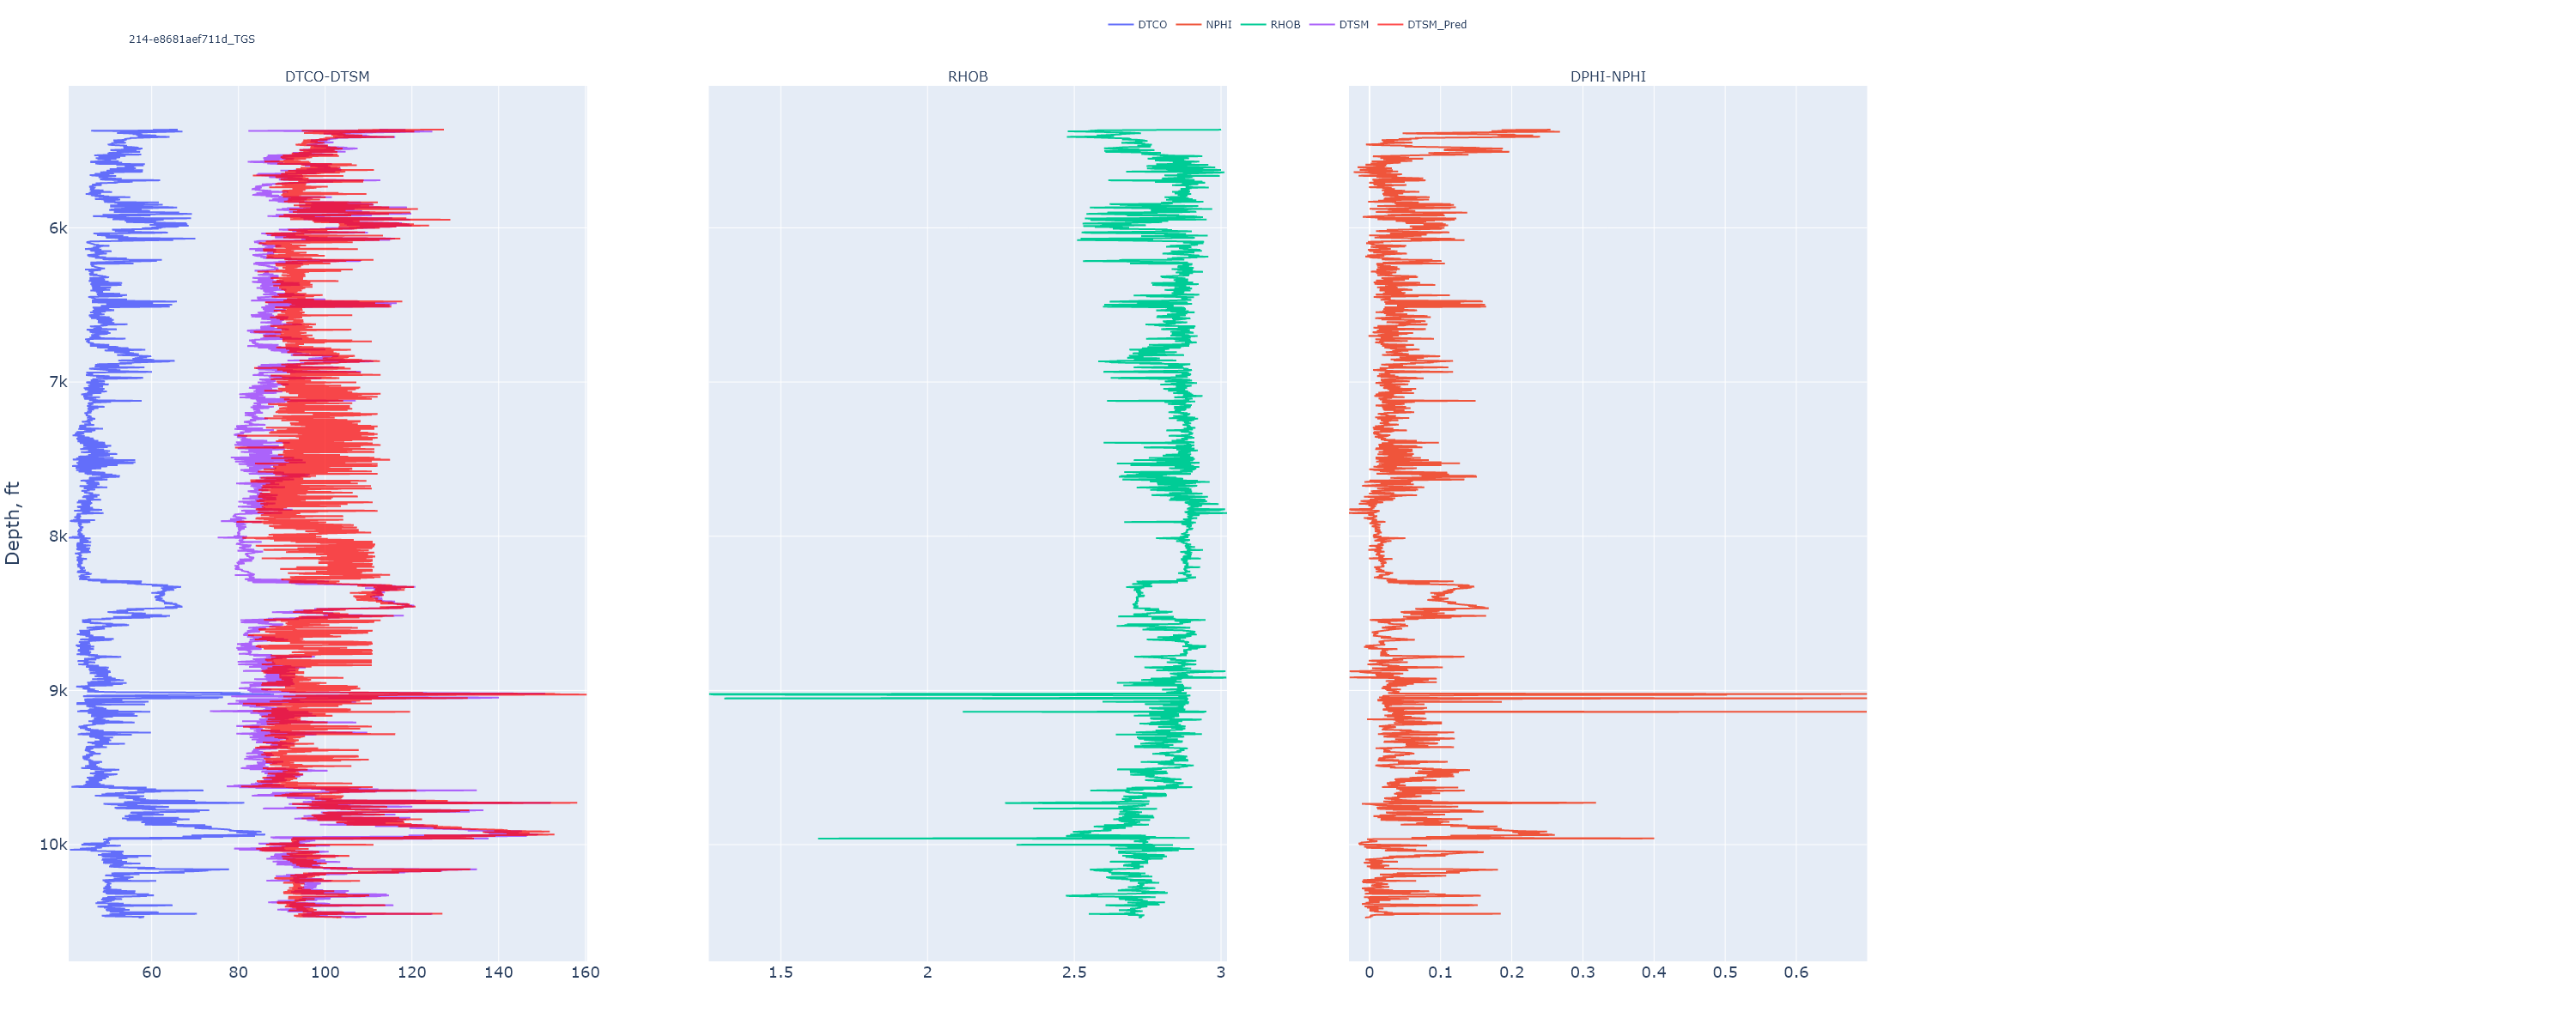 DTCO NPHI RHOB DTSM DTSM_Pred
214-e8681aef711d_TGS
DTCO-DTSM RHOB DPHI-NPHI
6k
7k
8k
Depth, ft
9k
10k
60 80 100 120 140 160 1.5 2 2.5 3 0 0.1 0.2 0.3 0.4 0.5 0.6